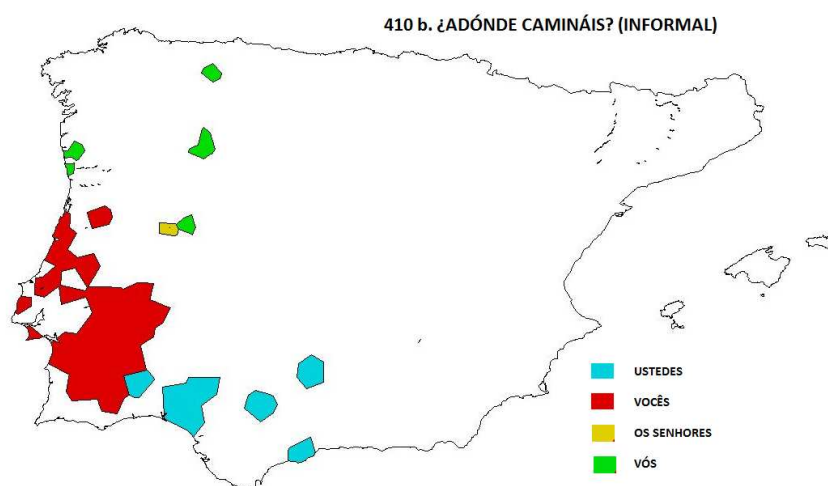 410 b. ¿ADÓNDE CAMINÁIS? (INFORMAL)
USTEDES
VOCÊS
OS SENHORES
VÓS